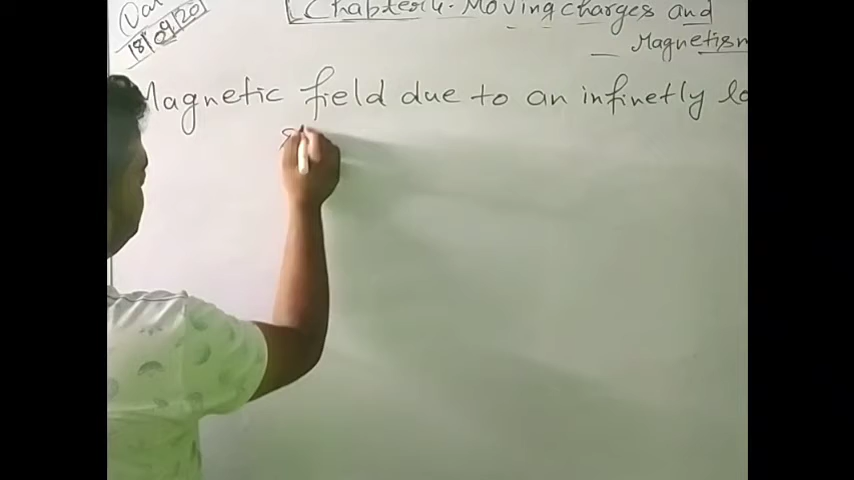 Chapter 4. Moving charges and
18/09/20
Magnetism
Magnetic field due to an infinetly